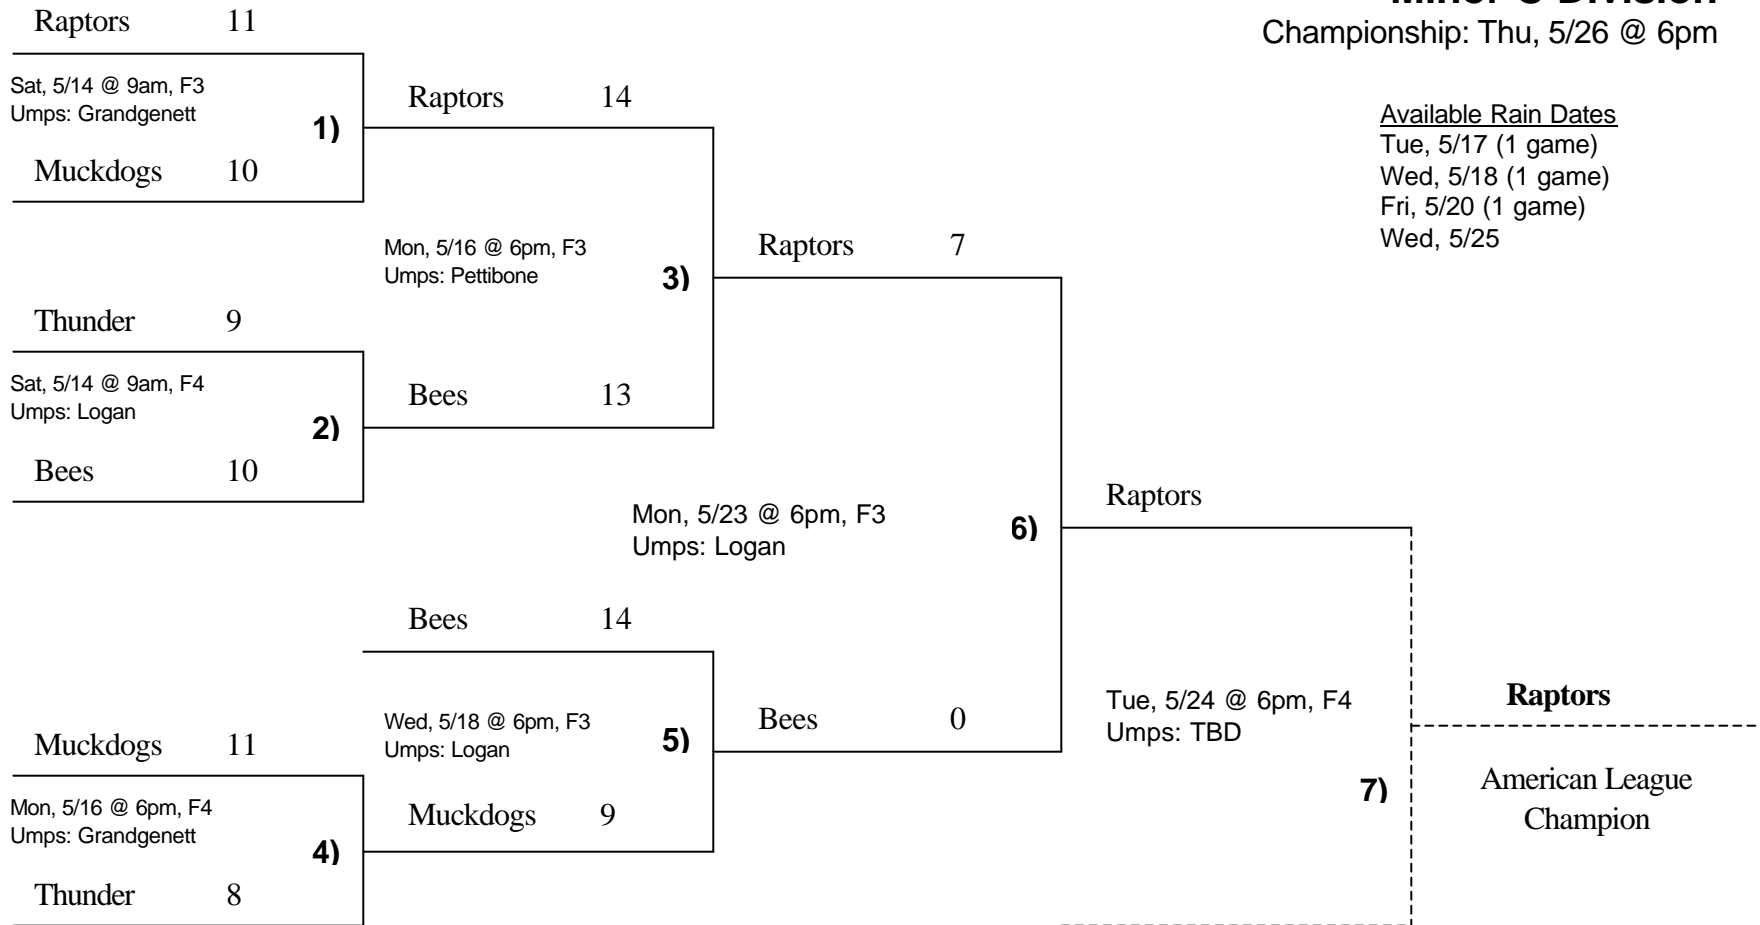 Championship: Thu, 5/26 @ 6pm
Available Rain Dates
Tue, 5/17 (1 game)
Wed, 5/18 (1 game)
Fri, 5/20 (1 game)
Wed, 5/25
Raptors 11
Sat, 5/14 @ 9am, F3
Umps: Grandgenett
1)
Muckdogs 10
Raptors 14
Mon, 5/16 @ 6pm, F3
Umps: Pettibone
3)
Thunder 9
Sat, 5/14 @ 9am, F4
Umps: Logan
2)
Bees 10
Bees 13
Raptors 7
Mon, 5/23 @ 6pm, F3
Umps: Logan
6)
Raptors
Bees 14
Wed, 5/18 @ 6pm, F3
Umps: Logan
5)
Muckdogs 9
Bees 0
Muckdogs 11
Mon, 5/16 @ 6pm, F4
Umps: Grandgenett
4)
Thunder 8
Tue, 5/24 @ 6pm, F4
Umps: TBD
7)
Raptors
American League
Champion